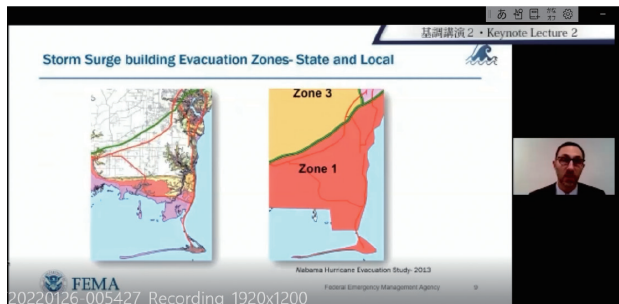 基調講演2・Keynote Lecture 2
Storm Surge building Evacuation Zones- State and Local
Zone 3
Zone 1
Alabama Hurricane Evacuation Study- 2013
FEMA
Federal Emergency Management Agency
9
20220126-005427 Recording 1920x1200